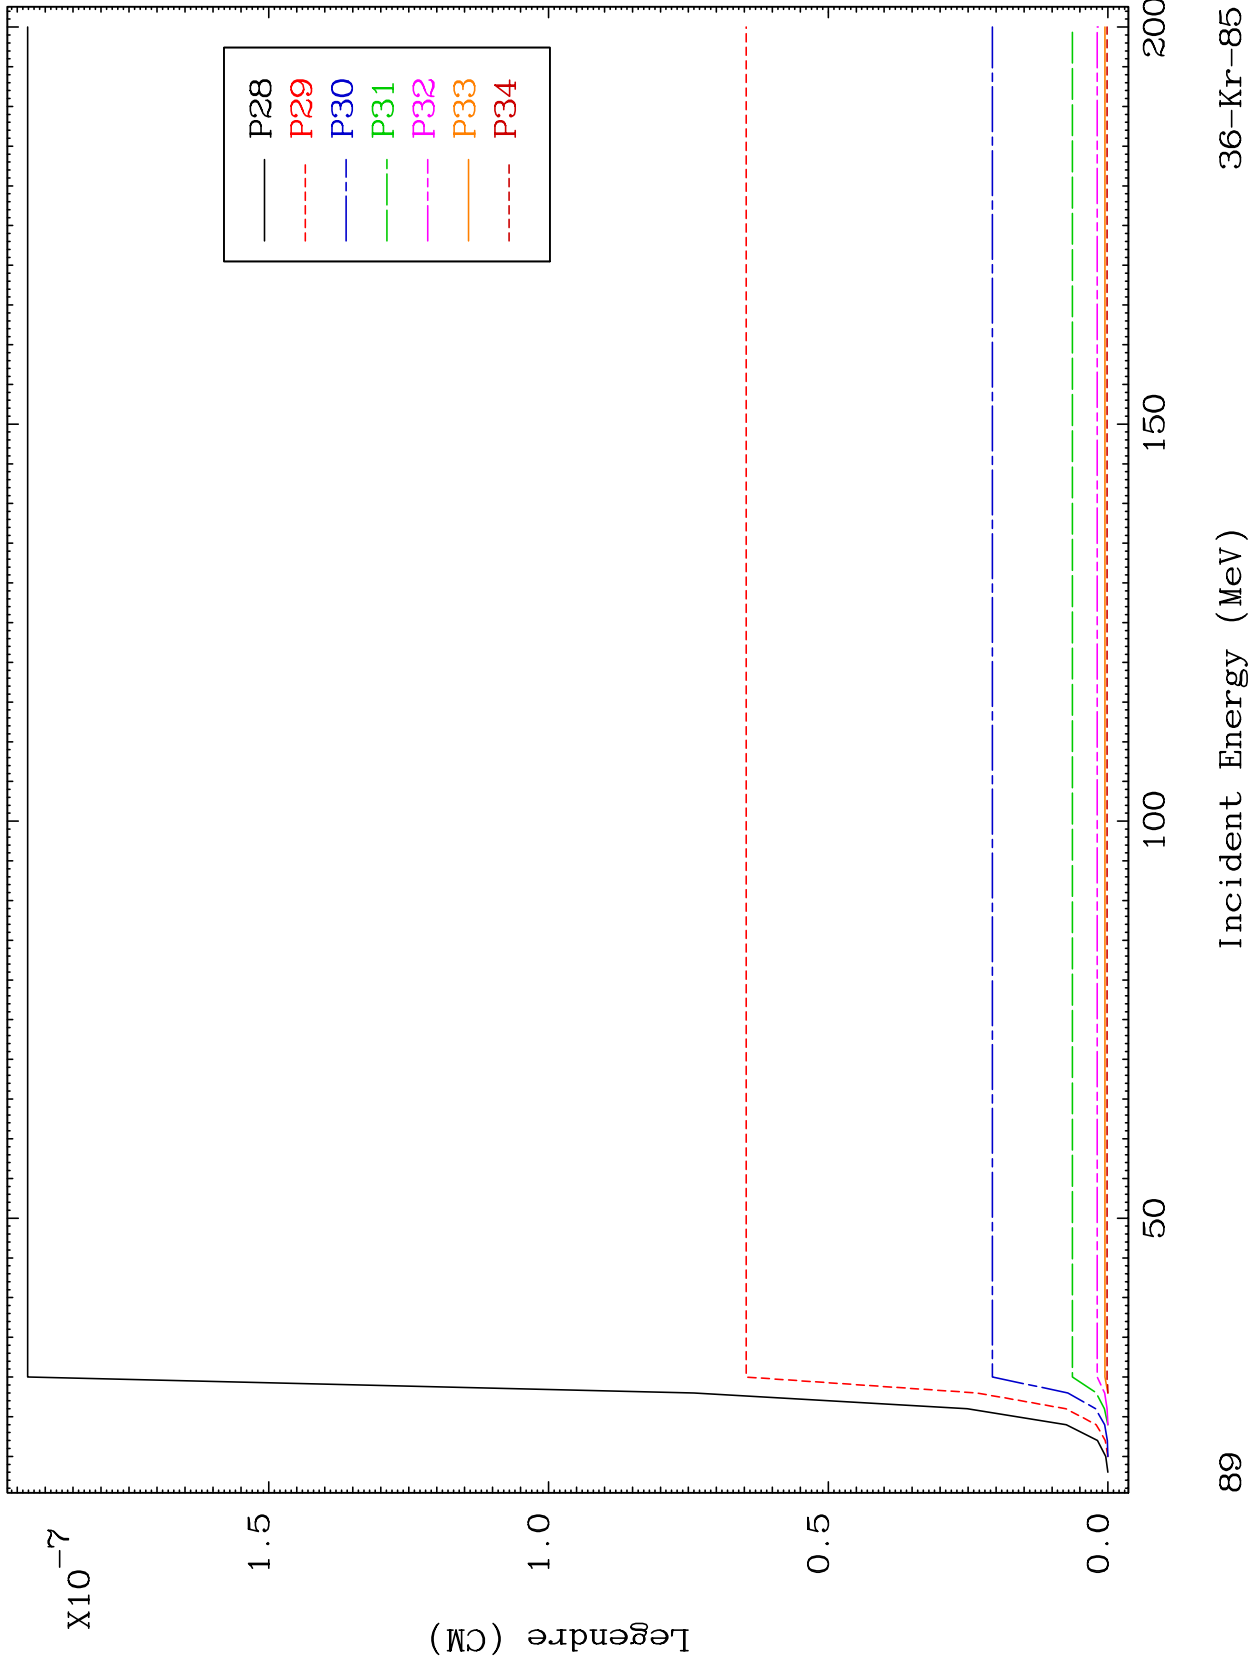 X10⁻⁷
Legendre (CM)
1.5
1.0
0.5
0.0
P28
P29
P30
P31
P32
P33
P34
50
100
150
200
89
Incident Energy (MeV)
36-Kr-85